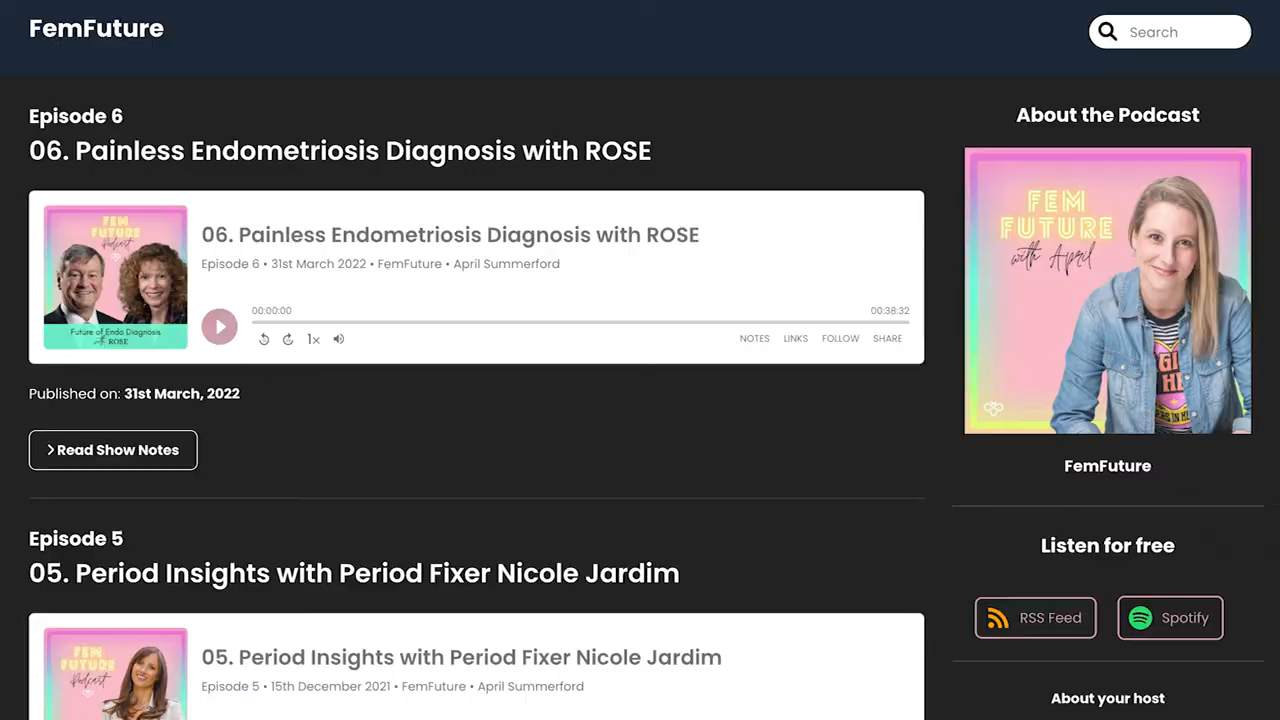 FemFuture
Search
Episode 6
06. Painless Endometriosis Diagnosis with ROSE
FEM
FUTURE
Podcast
Future of Endo Diagnosis
with ROSE
06. Painless Endometriosis Diagnosis with ROSE
Episode 6 • 31st March 2022 • FemFuture • April Summerford
00:00:00
00:38:32
1x
NOTES LINKS FOLLOW SHARE
Published on: 31st March, 2022
Read Show Notes
Episode 5
05. Period Insights with Period Fixer Nicole Jardim
FEM
FUTURE
Podcast
05. Period Insights with Period Fixer Nicole Jardim
Episode 5 • 15th December 2021 • FemFuture • April Summerford
About the Podcast
FEM
FUTURE
with April
FemFuture
Listen for free
RSS Feed
Spotify
About your host